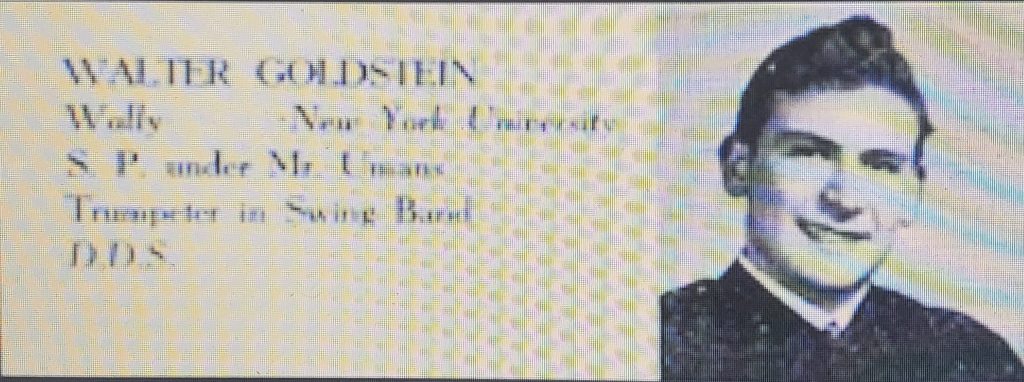 WALTER GOLDSTEIN
Wally New York University
S. P. under Mr. Umans
Trumpeter in Swing Band
D.D.S.